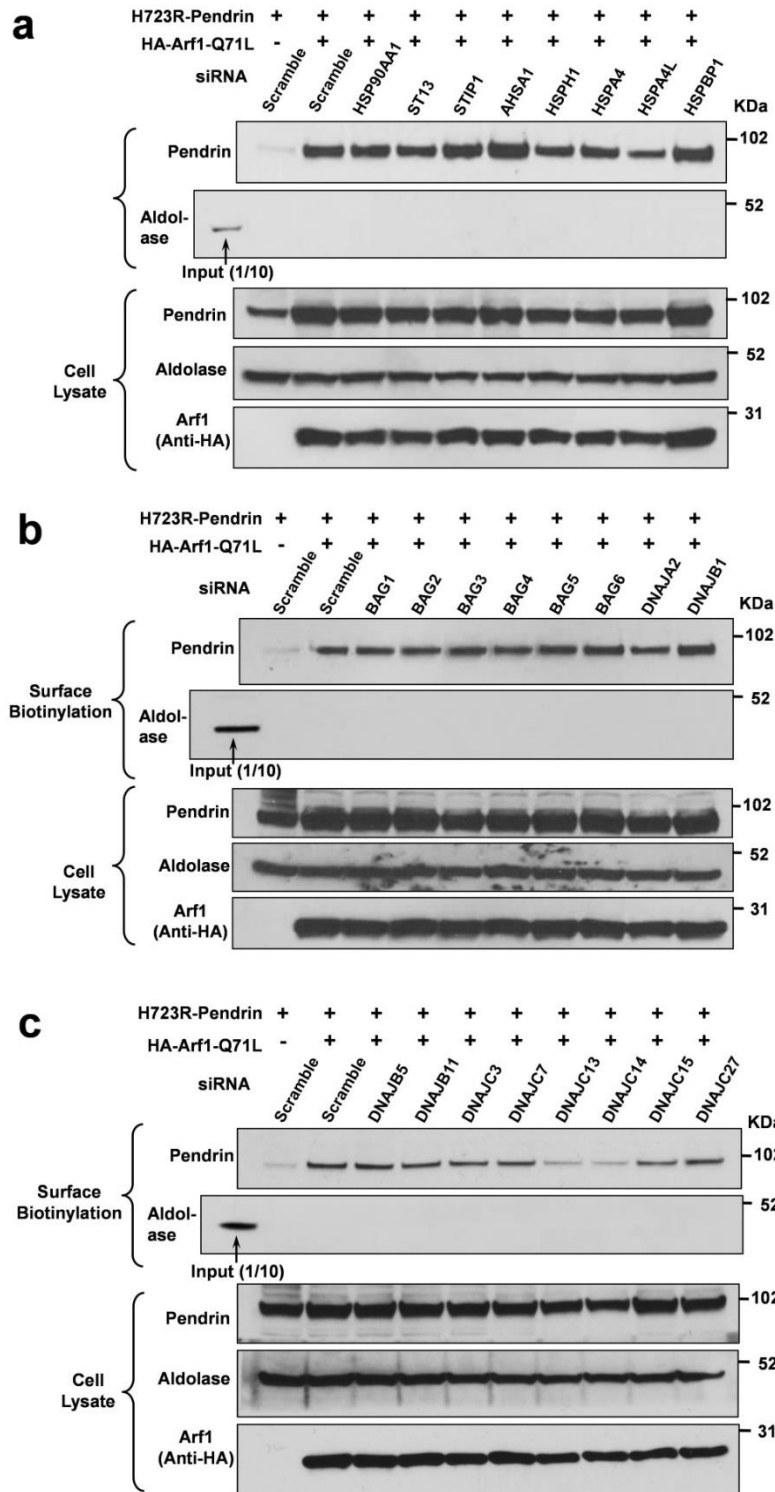 a
H723R-Pendrin + + + + + + + + + +
HA-Arf1-Q71L - + + + + + + + + +
siRNA Scramble Scramble HSP90AA1 ST13 STIP1 AHSA1 HSPH1 HSPA4 HSPA4L HSPBP1
KDa
Pendrin 102
Aldol-
ase
52
Input (1/10)
Cell
Lysate
Pendrin 102
Aldolase 52
Arf1
(Anti-HA)
31
b
H723R-Pendrin + + + + + + + + + +
HA-Arf1-Q71L - + + + + + + + + +
siRNA Scramble Scramble BAG1 BAG2 BAG3 BAG4 BAG5 BAG6 DNAJA2 DNAJB1
KDa
Surface
Biotinylation
Pendrin 102
Aldol-
ase
52
Input (1/10)
Cell
Lysate
Pendrin 102
Aldolase 52
Arf1
(Anti-HA)
31
c
H723R-Pendrin + + + + + + + + + +
HA-Arf1-Q71L - + + + + + + + + +
siRNA Scramble Scramble DNAJB5 DNAJB11 DNAJC3 DNAJC7 DNAJC13 DNAJC14 DNAJC15 DNAJC27
KDa
Surface
Biotinylation
Pendrin 102
Aldol-
ase
52
Input (1/10)
Cell
Lysate
Pendrin 102
Aldolase 52
Arf1
(Anti-HA)
31